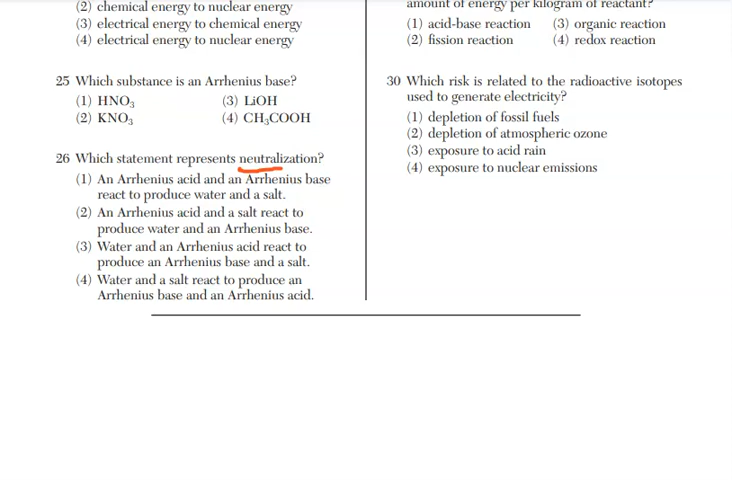 (2) chemical energy to nuclear energy
(3) electrical energy to chemical energy
(4) electrical energy to nuclear energy
25 Which substance is an Arrhenius base?
(1) HNO₃ (3) LiOH
(2) KNO₃ (4) CH₃COOH
26 Which statement represents neutralization?
(1) An Arrhenius acid and an Arrhenius base
react to produce water and a salt.
(2) An Arrhenius acid and a salt react to
produce water and an Arrhenius base.
(3) Water and an Arrhenius acid react to
produce an Arrhenius base and a salt.
(4) Water and a salt react to produce an
Arrhenius base and an Arrhenius acid.
amount of energy per kilogram of reactant?
(1) acid-base reaction (3) organic reaction
(2) fission reaction (4) redox reaction
30 Which risk is related to the radioactive isotopes
used to generate electricity?
(1) depletion of fossil fuels
(2) depletion of atmospheric ozone
(3) exposure to acid rain
(4) exposure to nuclear emissions